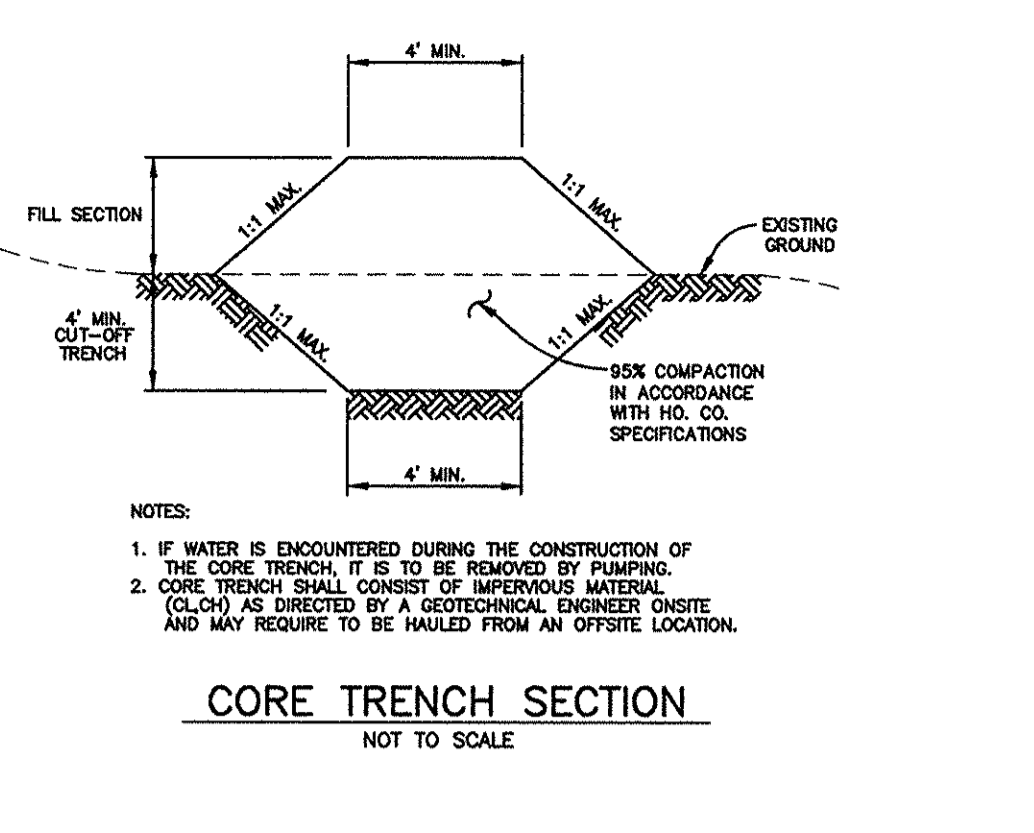 4' MIN.
1:1 MAX.
1:1 MAX.
FILL SECTION
EXISTING
GROUND
4' MIN.
CUT-OFF
TRENCH
1:1 MAX.
1:1 MAX.
95% COMPACTION
IN ACCORDANCE
WITH HO. CO.
SPECIFICATIONS
4' MIN.
NOTES:
1. IF WATER IS ENCOUNTERED DURING THE CONSTRUCTION OF
THE CORE TRENCH, IT IS TO BE REMOVED BY PUMPING.
2. CORE TRENCH SHALL CONSIST OF IMPERVIOUS MATERIAL
(CL,CH) AS DIRECTED BY A GEOTECHNICAL ENGINEER ONSITE
AND MAY REQUIRE TO BE HAULED FROM AN OFFSITE LOCATION.
CORE TRENCH SECTION
NOT TO SCALE